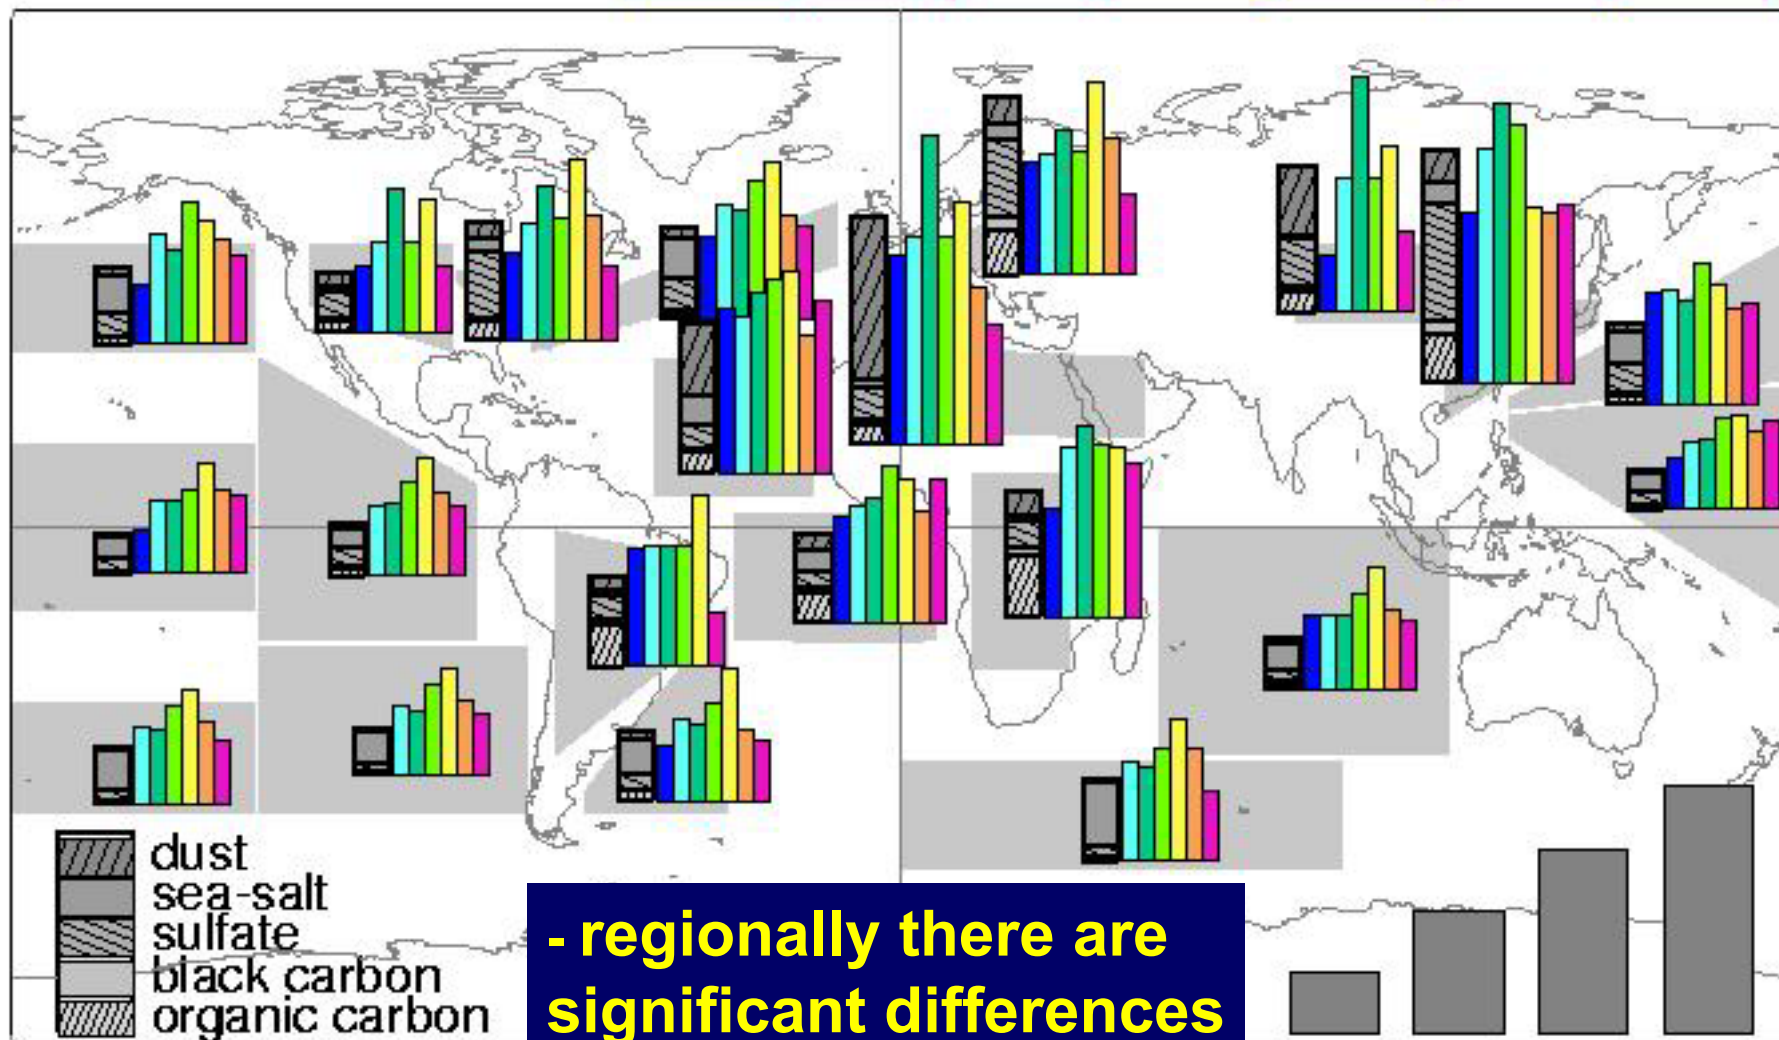 dust
sea-salt
sulfate
black carbon
organic carbon
- regionally there are
significant differences